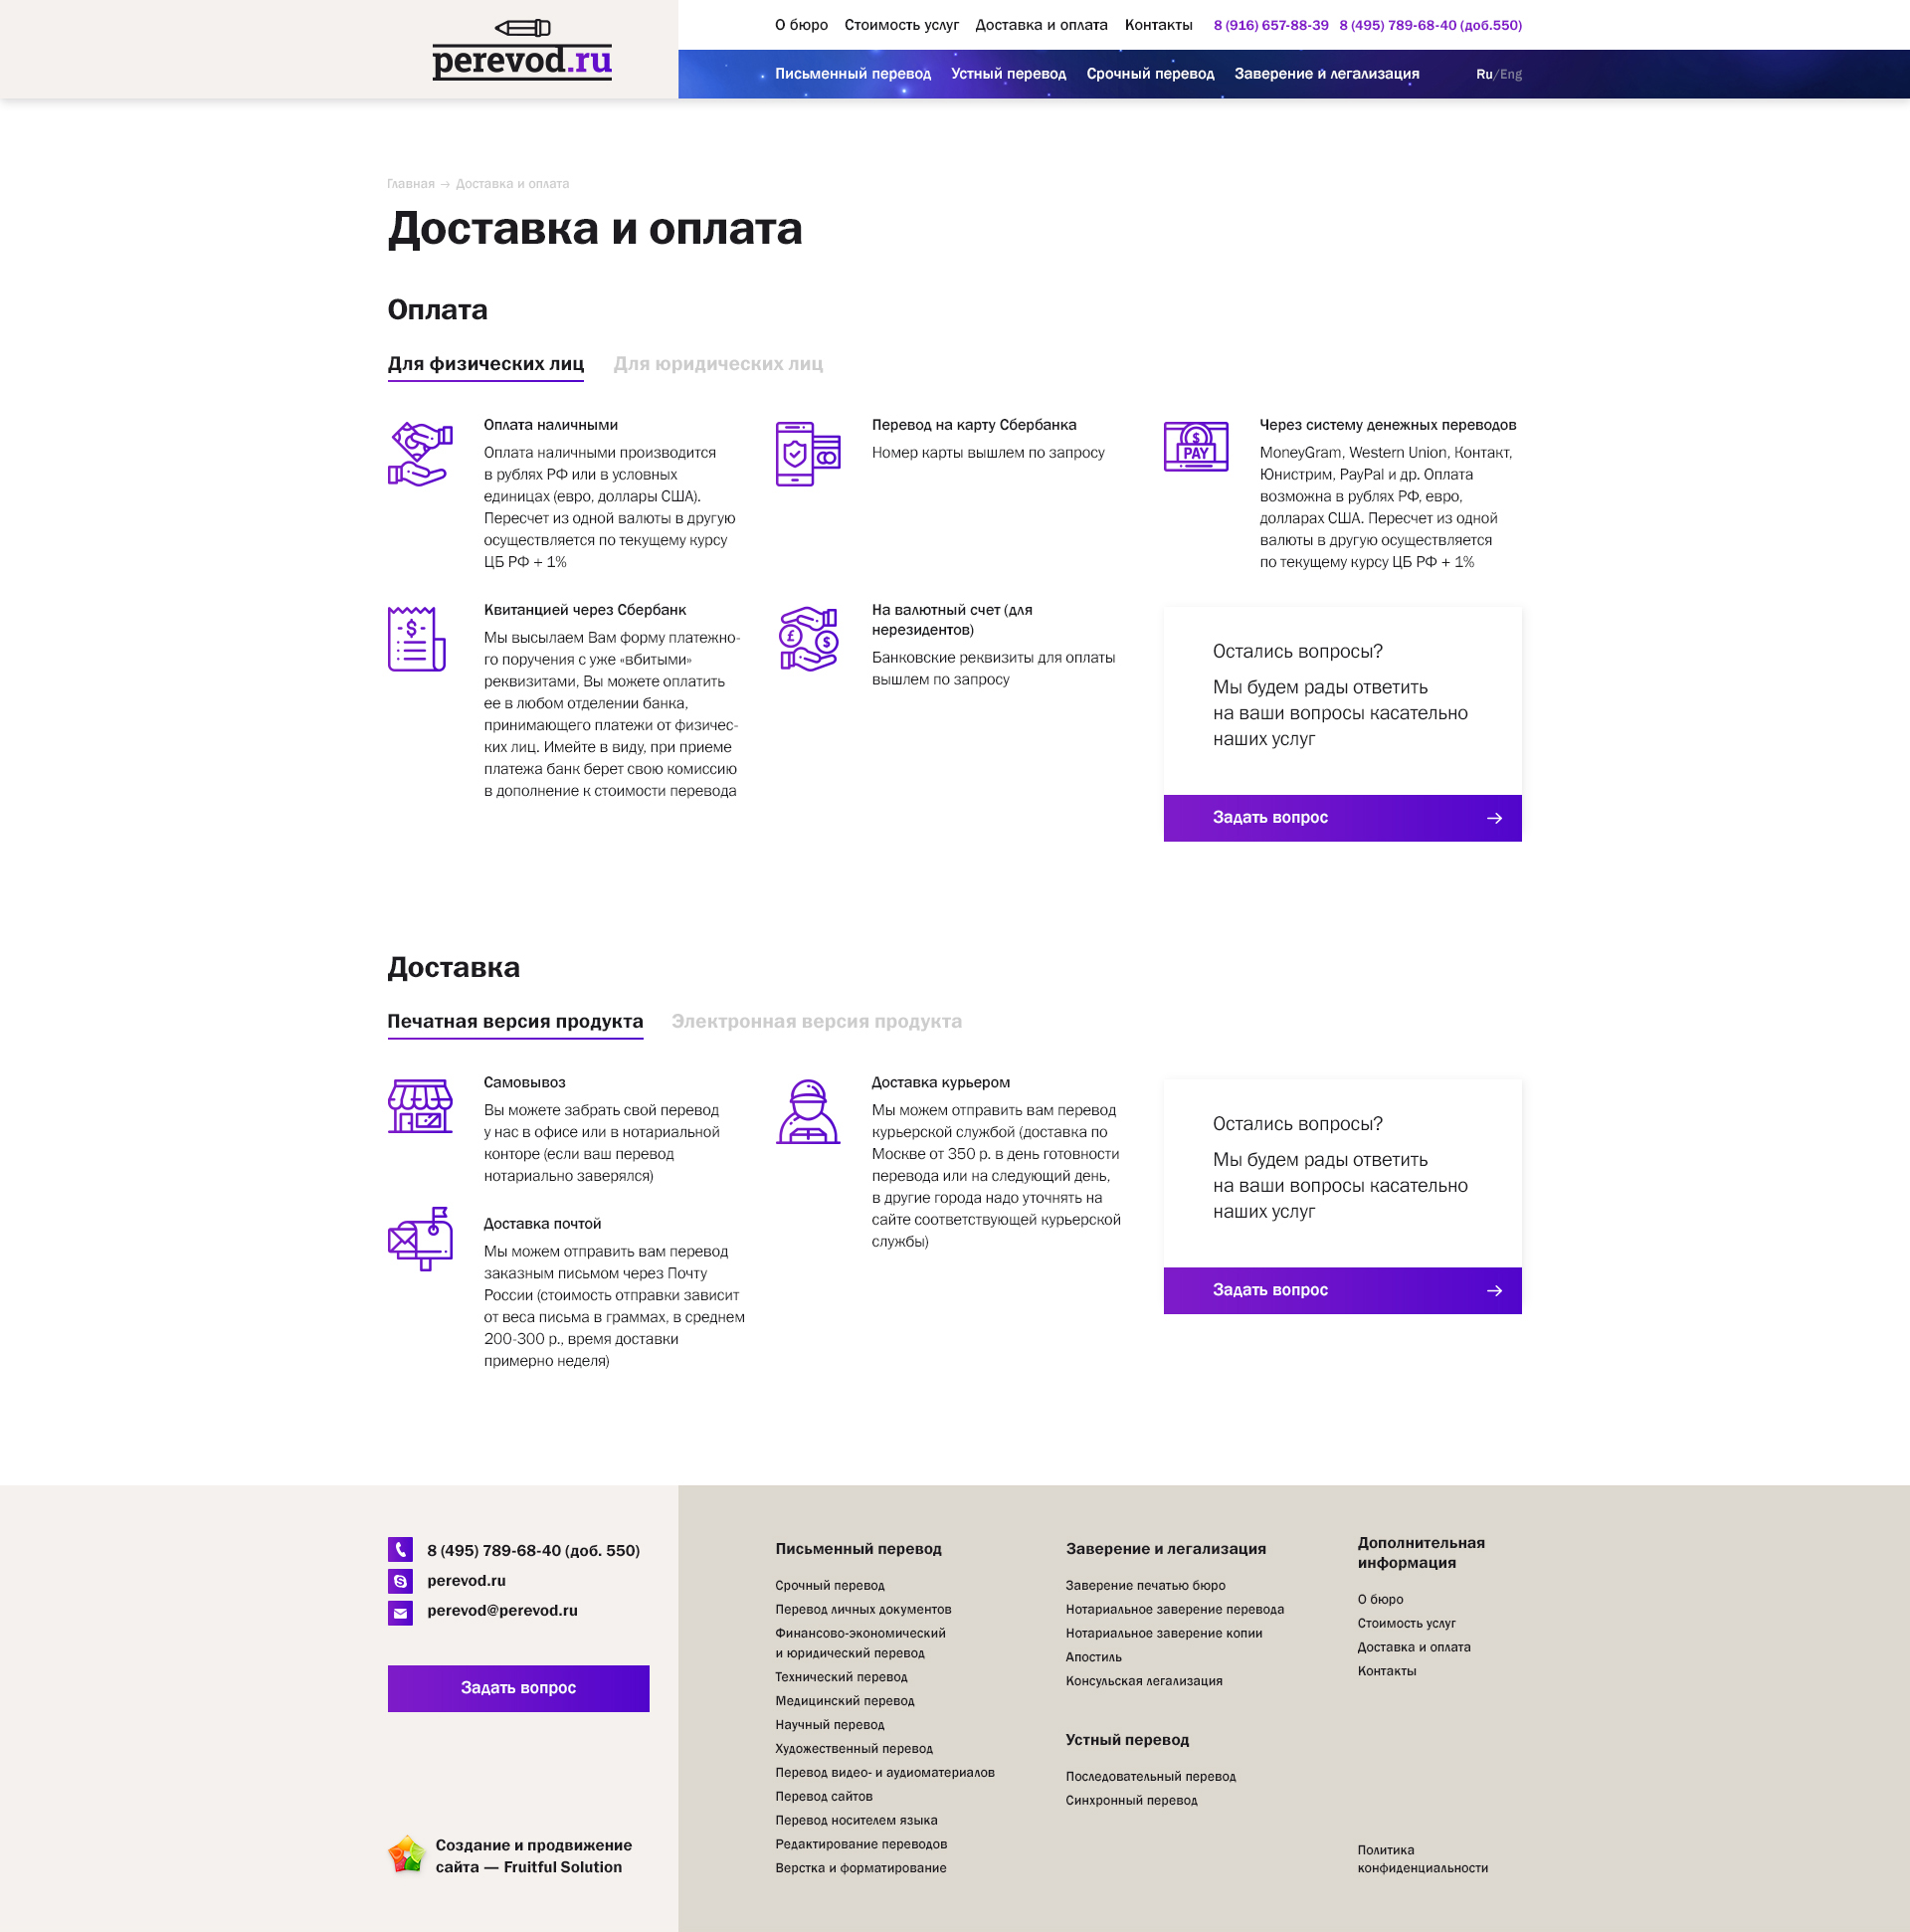 perevod.ru
О бюро Стоимость услуг Доставка и оплата Контакты 8 (916) 657-88-39 8 (495) 789-68-40 (доб.550)
Письменный перевод Устный перевод Срочный перевод Заверение и легализация Ru/Eng
Главная → Доставка и оплата
Доставка и оплата
Оплата
Для физических лиц Для юридических лиц
Оплата наличными
Оплата наличными производится
в рублях РФ или в условных
единицах (евро, доллары США).
Пересчет из одной валюты в другую
осуществляется по текущему курсу
ЦБ РФ + 1%
Перевод на карту Сбербанка
Номер карты вышлем по запросу
PAY
Через систему денежных переводов
MoneyGram, Western Union, Контакт,
Юнистрим, PayPal и др. Оплата
возможна в рублях РФ, евро,
долларах США. Пересчет из одной
валюты в другую осуществляется
по текущему курсу ЦБ РФ + 1%
Квитанцией через Сбербанк
Мы высылаем Вам форму платежно-
го поручения с уже «вбитыми»
реквизитами, Вы можете оплатить
ее в любом отделении банка,
принимающего платежи от физичес-
ких лиц. Имейте в виду, при приеме
платежа банк берет свою комиссию
в дополнение к стоимости перевода
На валютный счет (для
нерезидентов)
Банковские реквизиты для оплаты
вышлем по запросу
Остались вопросы?
Мы будем рады ответить
на ваши вопросы касательно
наших услуг
Задать вопрос →
Доставка
Печатная версия продукта Электронная версия продукта
Самовывоз
Вы можете забрать свой перевод
у нас в офисе или в нотариальной
конторе (если ваш перевод
нотариально заверялся)
Доставка почтой
Мы можем отправить вам перевод
заказным письмом через Почту
России (стоимость отправки зависит
от веса письма в граммах, в среднем
200-300 р., время доставки
примерно неделя)
Доставка курьером
Мы можем отправить вам перевод
курьерской службой (доставка по
Москве от 350 р. в день готовности
перевода или на следующий день,
в другие города надо уточнять на
сайте соответствующей курьерской
службы)
Остались вопросы?
Мы будем рады ответить
на ваши вопросы касательно
наших услуг
Задать вопрос →
8 (495) 789-68-40 (доб. 550)
perevod.ru
perevod@perevod.ru
Задать вопрос
Создание и продвижение
сайта — Fruitful Solution
Письменный перевод
Срочный перевод
Перевод личных документов
Финансово-экономический
и юридический перевод
Технический перевод
Медицинский перевод
Научный перевод
Художественный перевод
Перевод видео- и аудиоматериалов
Перевод сайтов
Перевод носителем языка
Редактирование переводов
Верстка и форматирование
Заверение и легализация
Заверение печатью бюро
Нотариальное заверение перевода
Нотариальное заверение копии
Апостиль
Консульская легализация
Устный перевод
Последовательный перевод
Синхронный перевод
Дополнительная
информация
О бюро
Стоимость услуг
Доставка и оплата
Контакты
Политика
конфиденциальности